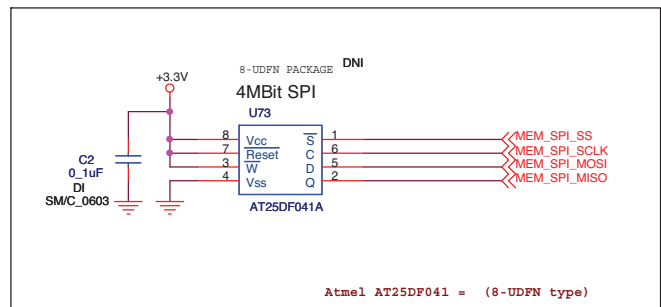 8-UDFN PACKAGE DNI
+3.3V
4MBit SPI
U73
8 Vcc S 1 MEM_SPI_SS
7 Reset C 6 MEM_SPI_SCLK
3 W D 5 MEM_SPI_MOSI
4 Vss Q 2 MEM_SPI_MISO
C2
0_1uF
DI
SM/C_0603
AT25DF041A
Atmel AT25DF041 = (8-UDFN type)